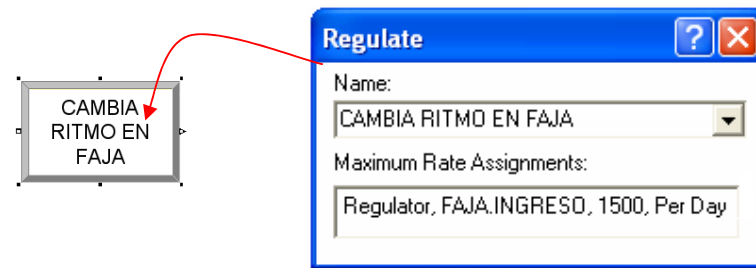 CAMBIA
RITMO EN
FAJA
Regulate
Name:
CAMBIA RITMO EN FAJA
Maximum Rate Assignments:
Regulator, FAJA.INGRESO, 1500, Per Day